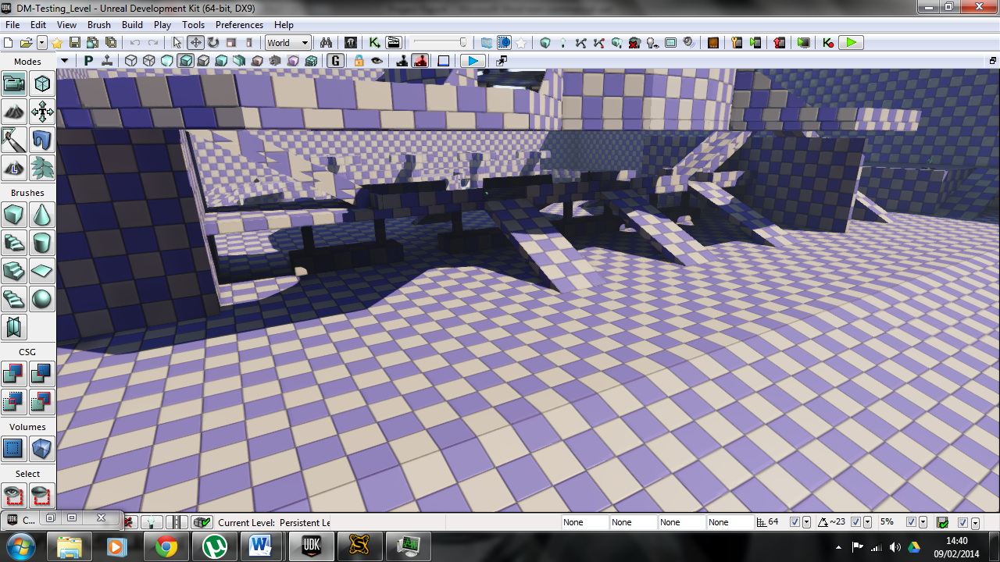 DM-Testing_Level - Unreal Development Kit (64-bit, DX9)
File Edit View Brush Build Play Tools Preferences Help
World
Modes
P G
Brushes
CSG
Volumes
Select
L
UDK C...
Current Level: Persistent Le
None None None None 64 ~23 5%
UDK
14:40
09/02/2014